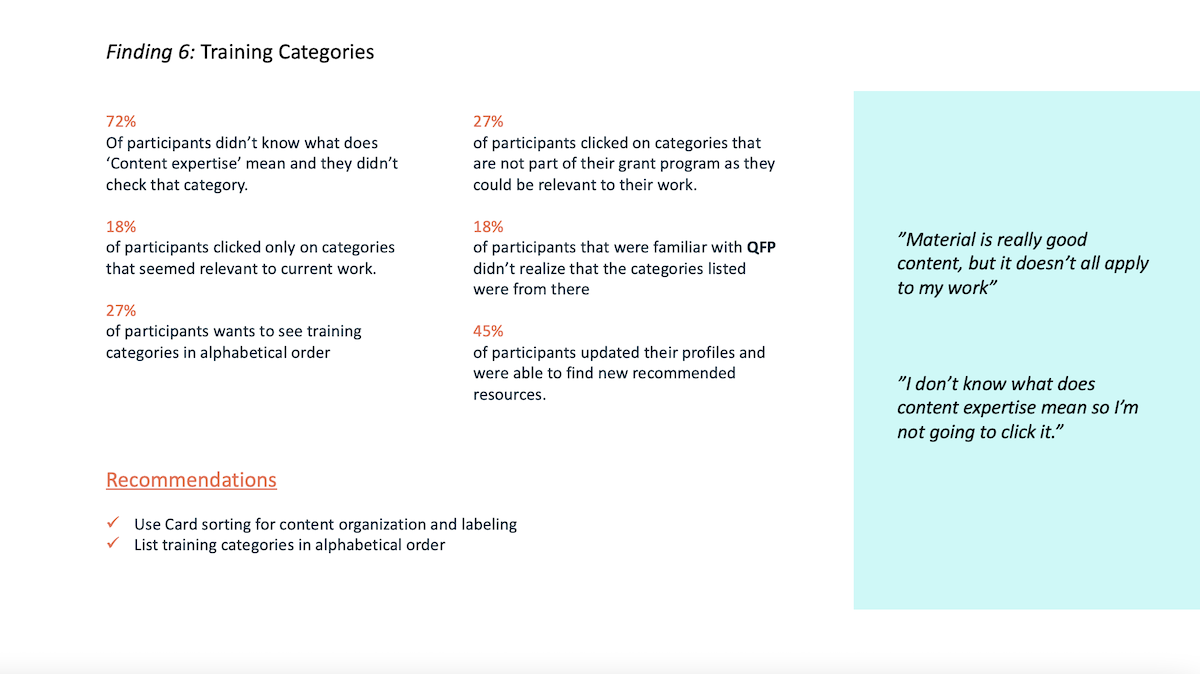 Finding 6: Training Categories
72%
Of participants didn’t know what does
‘Content expertise’ mean and they didn’t
check that category.
18%
of participants clicked only on categories
that seemed relevant to current work.
27%
of participants wants to see training
categories in alphabetical order
27%
of participants clicked on categories that
are not part of their grant program as they
could be relevant to their work.
18%
of participants that were familiar with QFP
didn’t realize that the categories listed
were from there
45%
of participants updated their profiles and
were able to find new recommended
resources.
Recommendations
✓ Use Card sorting for content organization and labeling
✓ List training categories in alphabetical order
”Material is really good
content, but it doesn’t all apply
to my work”
”I don’t know what does
content expertise mean so I’m
not going to click it.”